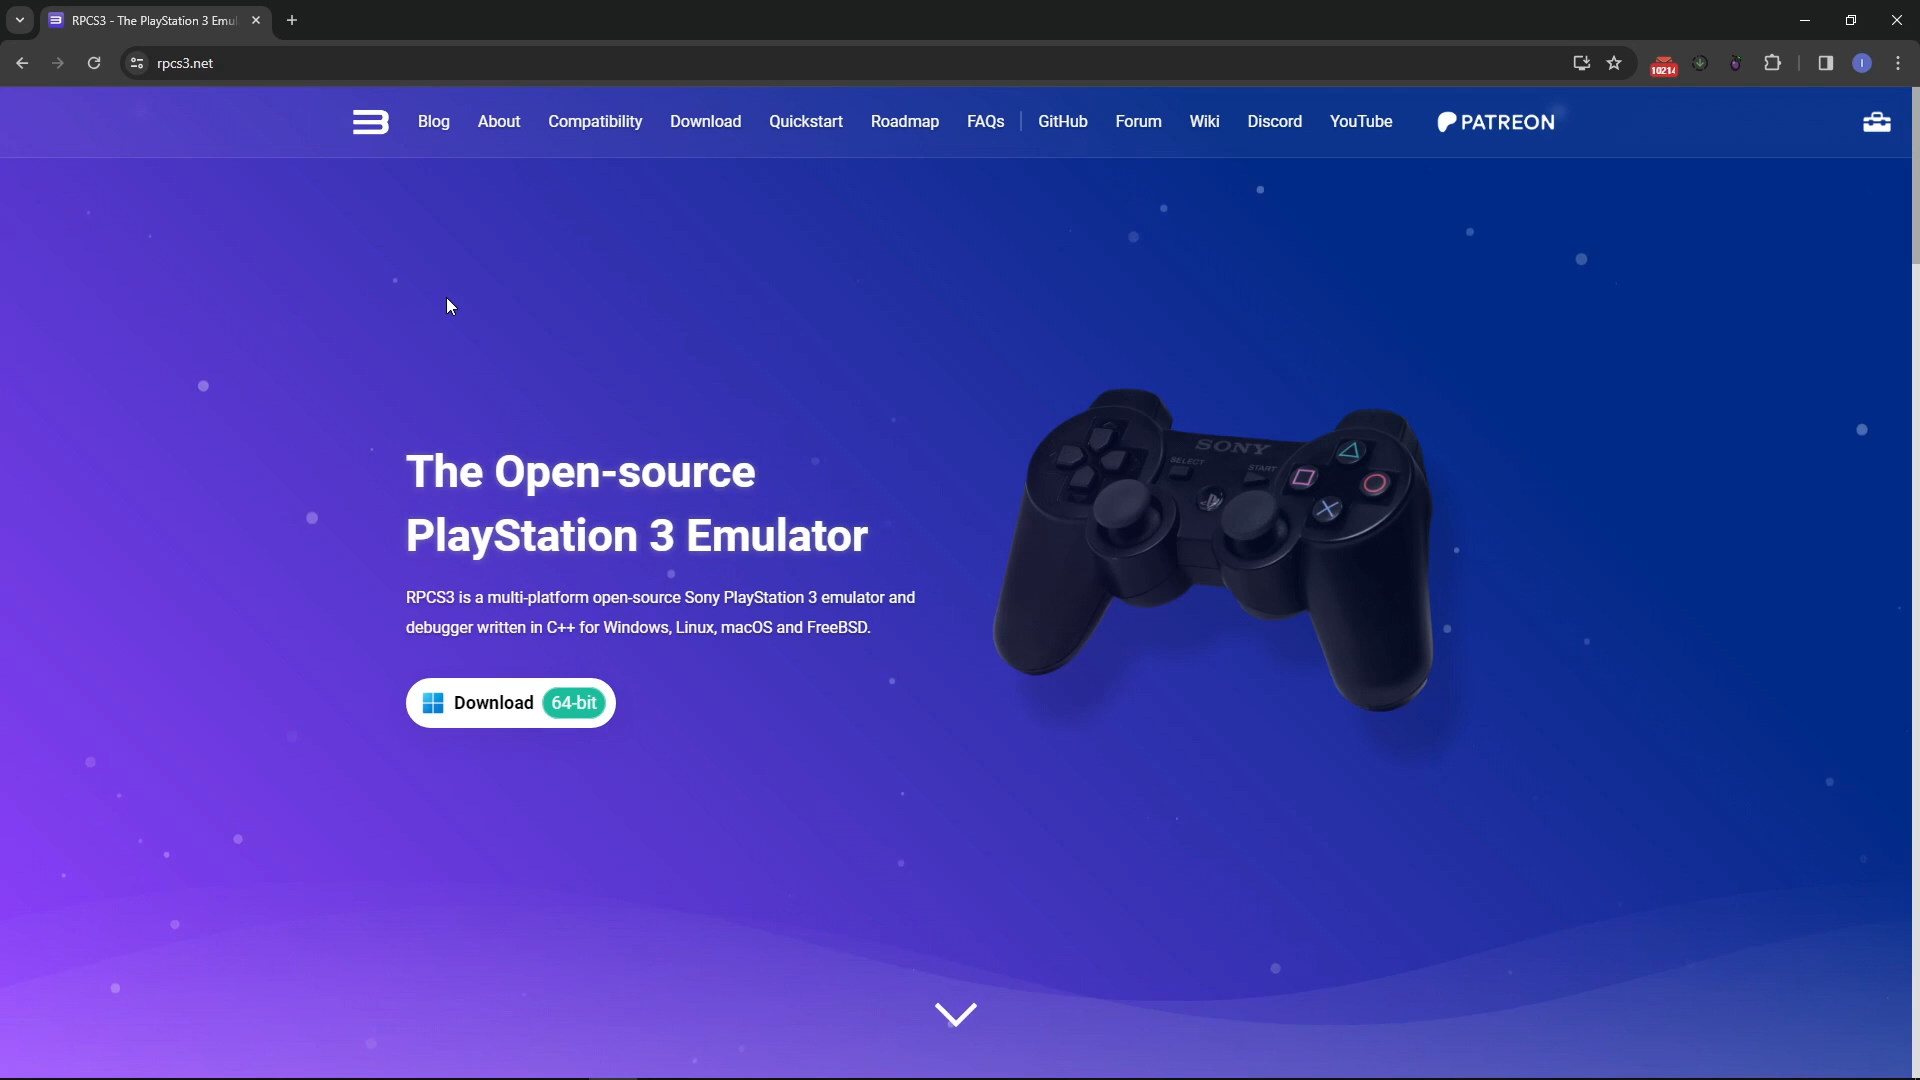 RPCS3 - The PlayStation 3 Emul
rpcs3.net
10214
I
Blog About Compatibility Download Quickstart Roadmap FAQs GitHub Forum Wiki Discord YouTube PATREON
The Open-source
PlayStation 3 Emulator
RPCS3 is a multi-platform open-source Sony PlayStation 3 emulator and
debugger written in C++ for Windows, Linux, macOS and FreeBSD.
Download 64-bit
SONY
SELECT START